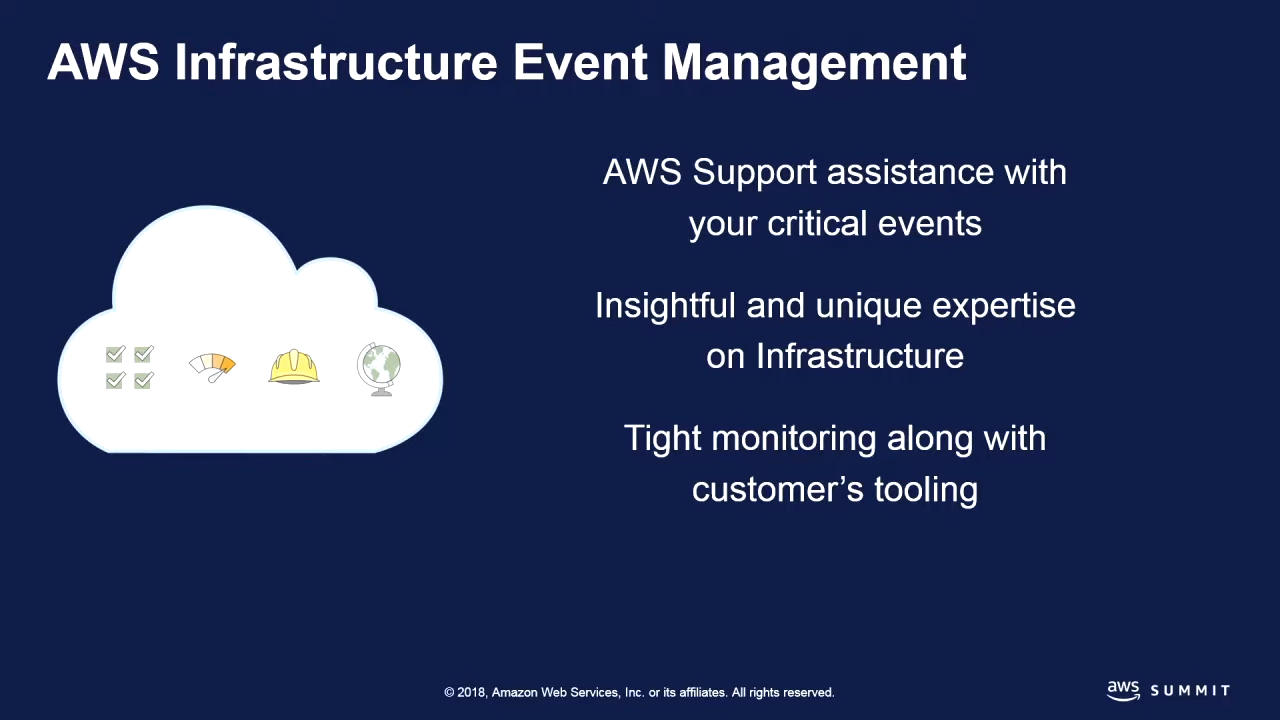 AWS Infrastructure Event Management
AWS Support assistance with
your critical events
Insightful and unique expertise
on Infrastructure
Tight monitoring along with
customer’s tooling
© 2018, Amazon Web Services, Inc. or its affiliates. All rights reserved.
aws SUMMIT